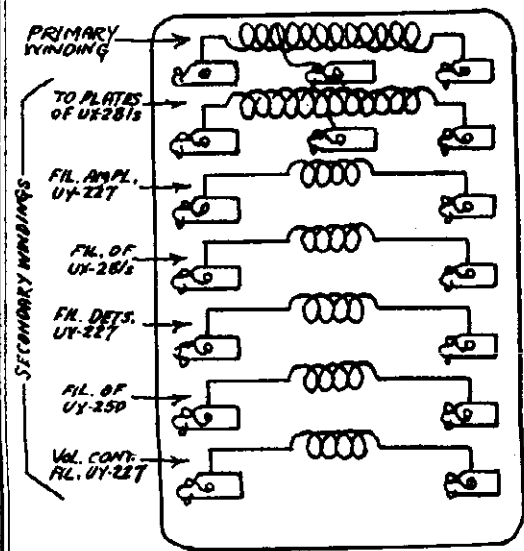 PRIMARY
WINDING
SECONDARY WINDINGS
TO PLATES
OF UX-281s
FIL. AMPL.
UY-227
FIL. OF
UX-281s
FIL. DETS.
UY-227
FIL. OF
UX-250
VOL. CONT.
FIL. UY-227